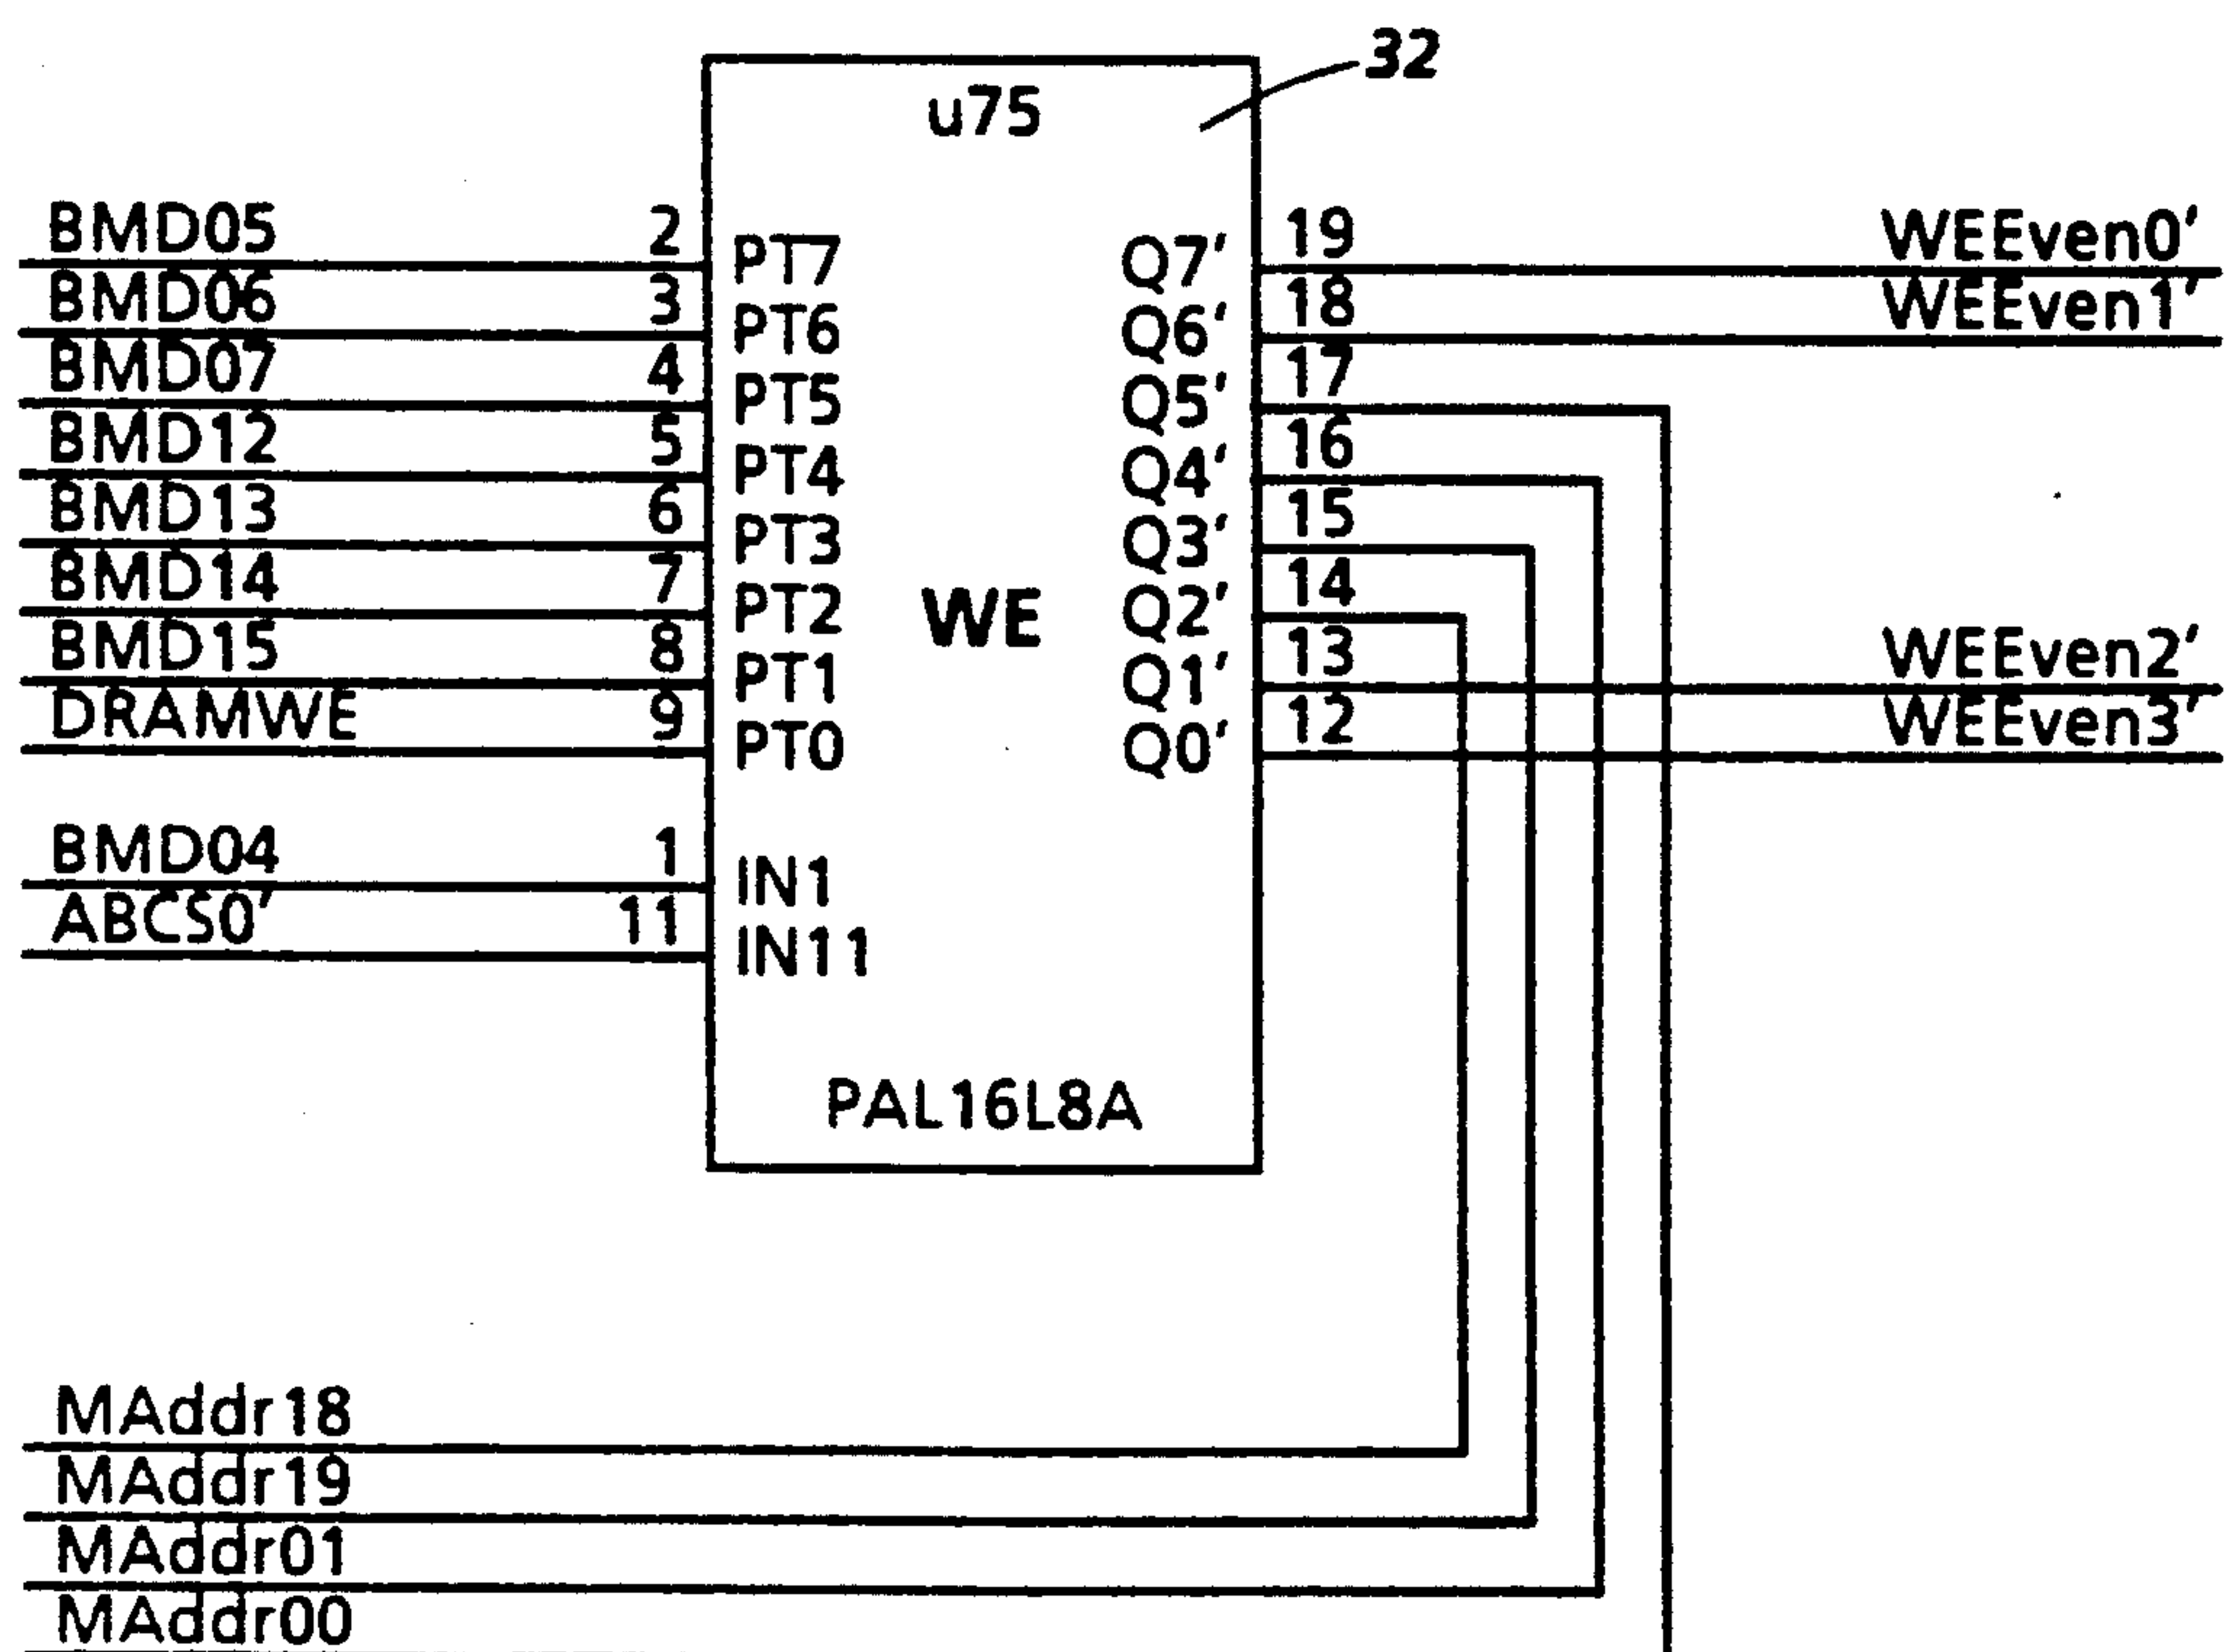 32
u75
BMD05 2 PT7 Q7' 19 WEEven0'
BMD06 3 PT6 Q6' 18 WEEven1'
BMD07 4 PT5 Q5' 17
BMD12 5 PT4 Q4' 16
BMD13 6 PT3 Q3' 15
BMD14 7 PT2 WE Q2' 14
BMD15 8 PT1 Q1' 13 WEEven2'
DRAMWE 9 PT0 Q0' 12 WEEven3'
BMD04 1 IN1
ABCS0' 11 IN11
PAL16L8A
MAddr18
MAddr19
MAddr01
MAddr00